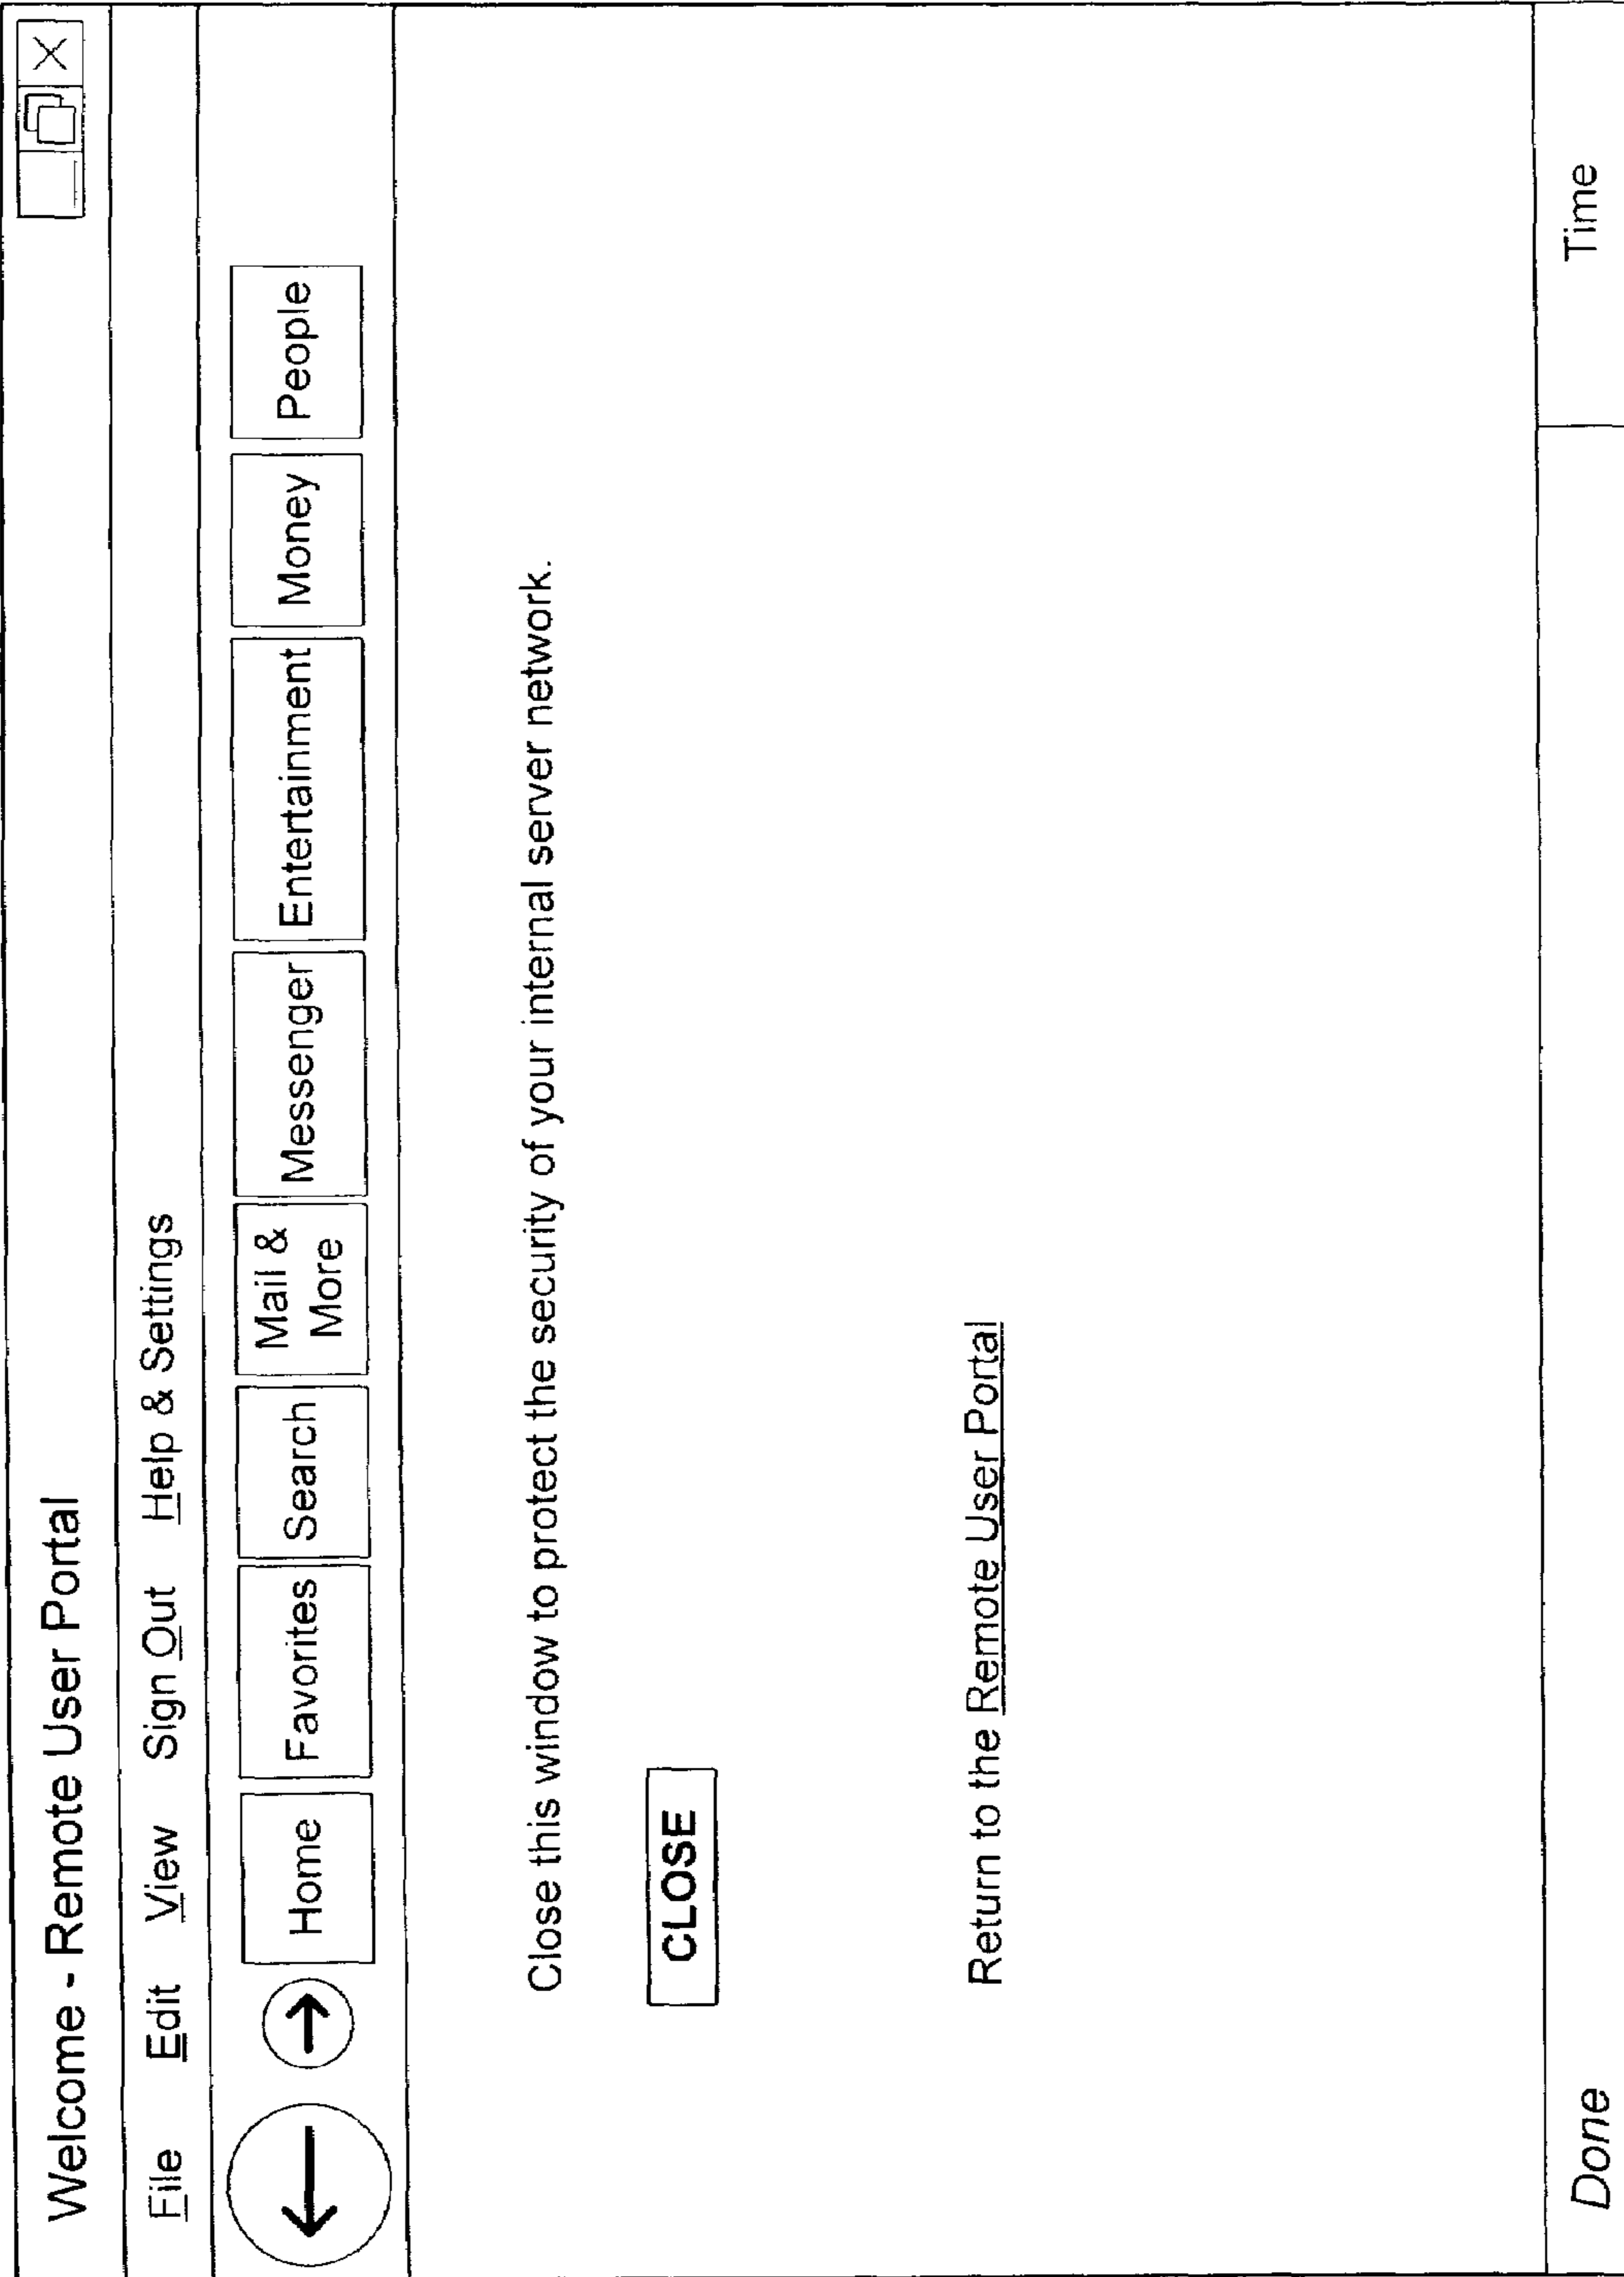 Welcome - Remote User Portal
File Edit View Sign Out Help & Settings
Home Favorites Search Mail & More Messenger Entertainment Money People
Close this window to protect the security of your internal server network.
CLOSE
Return to the Remote User Portal
Done Time